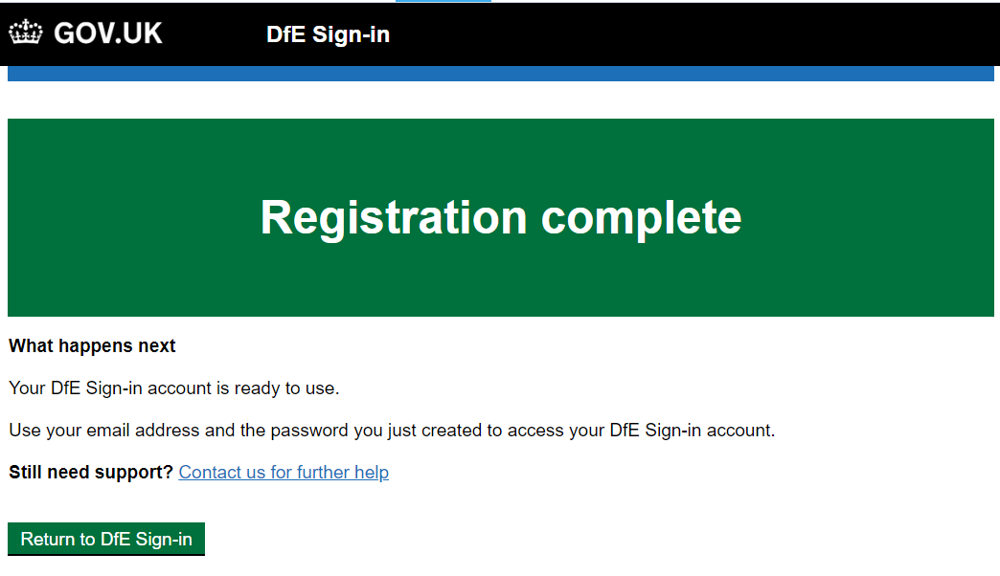 GOV.UK
DfE Sign-in
Registration complete
What happens next
Your DfE Sign-in account is ready to use.
Use your email address and the password you just created to access your DfE Sign-in account.
Still need support? Contact us for further help
Return to DfE Sign-in